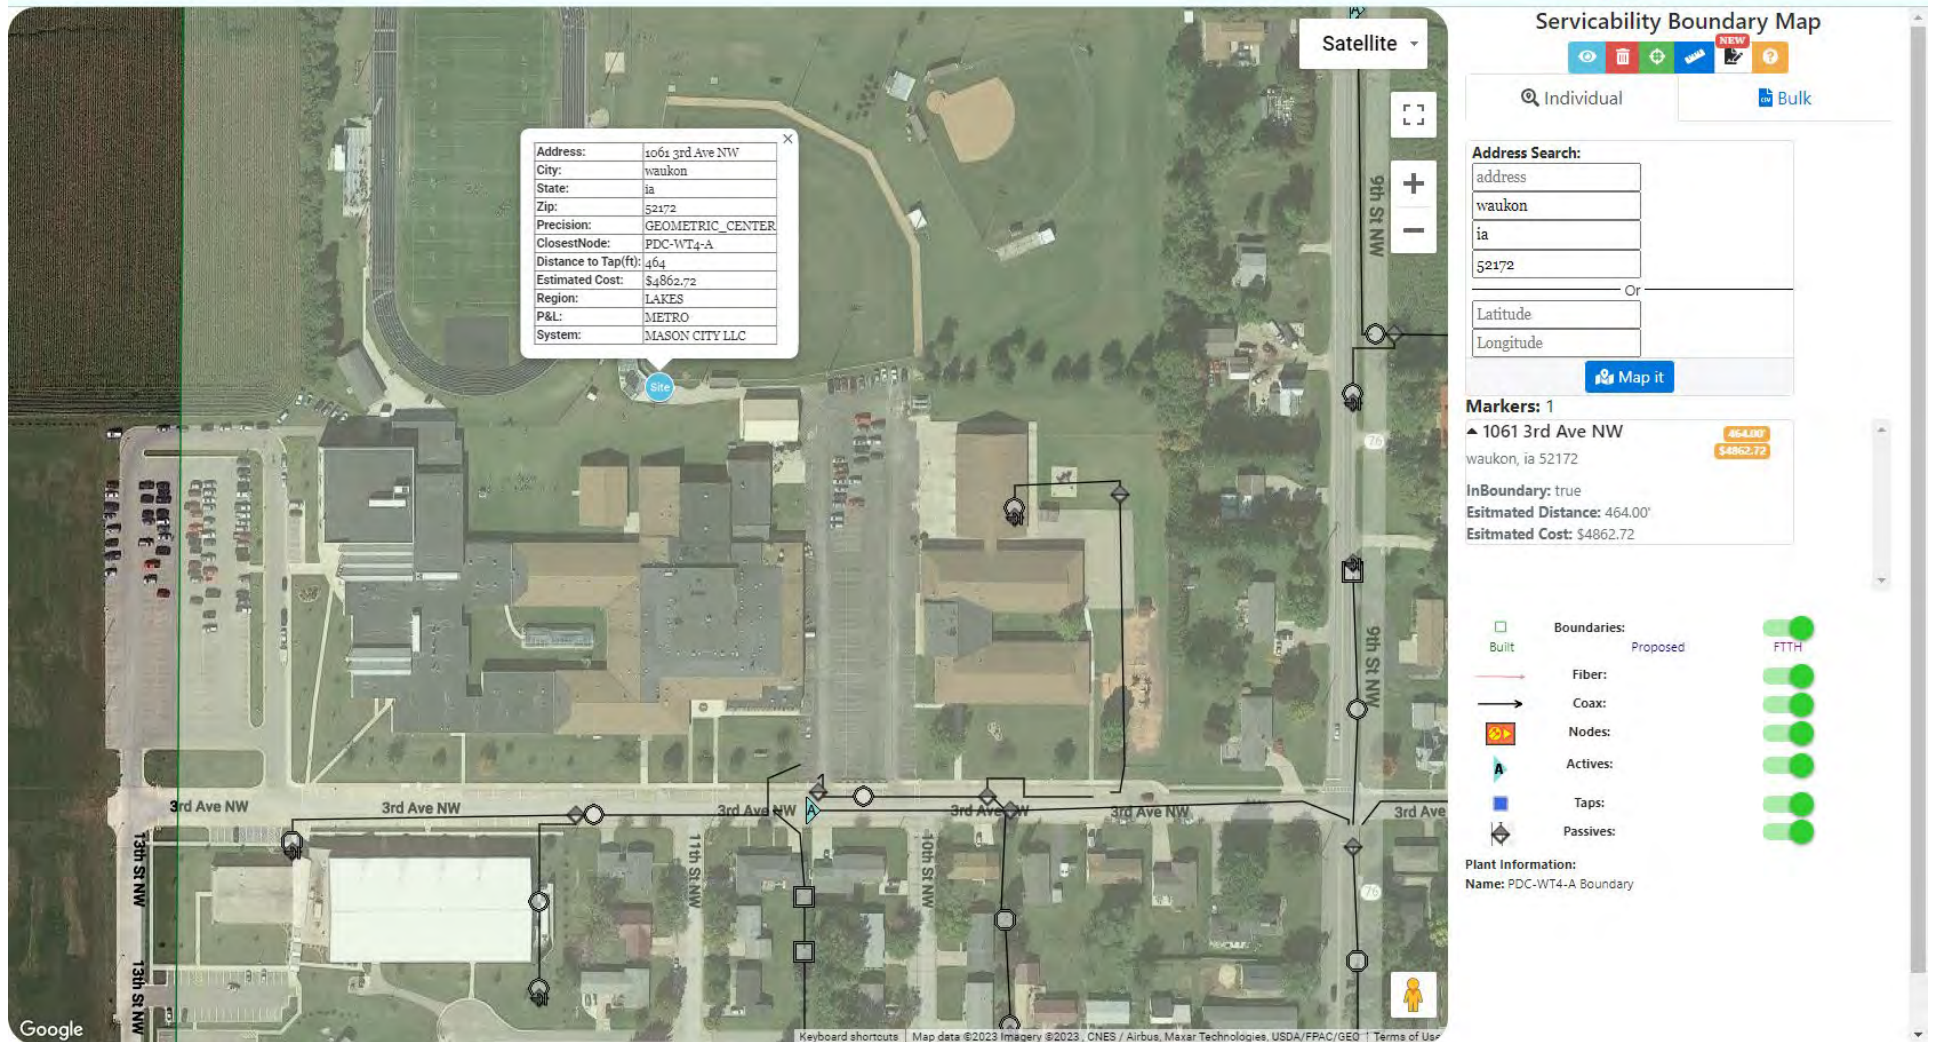 Servicability Boundary Map
NEW
Individual
Bulk
Address Search:
address
waukon
ia
52172
Or
Latitude
Longitude
Map it
Markers: 1
1061 3rd Ave NW
464.00'
$4862.72
waukon, ia 52172
InBoundary: true
Esitmated Distance: 464.00'
Esitmated Cost: $4862.72
Boundaries:
Built
Proposed
FTTH
Fiber:
Coax:
Nodes:
A
Actives:
Taps:
Passives:
Plant Information:
Name: PDC-WT4-A Boundary
Satellite
Address: 1061 3rd Ave NW
City: waukon
State: ia
Zip: 52172
Precision: GEOMETRIC_CENTER
ClosestNode: PDC-WT4-A
Distance to Tap(ft): 464
Estimated Cost: $4862.72
Region: LAKES
P&L: METRO
System: MASON CITY LLC
Site
A
9th St NW
76
9th St NW
3rd Ave NW
3rd Ave NW
3rd Ave NW
A
3rd Ave NW
3rd Ave NW
3rd Ave
13th St NW
11th St NW
10th St NW
76
13th St NW
Google
Keyboard shortcuts
Map data ©2023 Imagery ©2023 , CNES / Airbus, Maxar Technologies, USDA/FPAC/GEO
Terms of Use